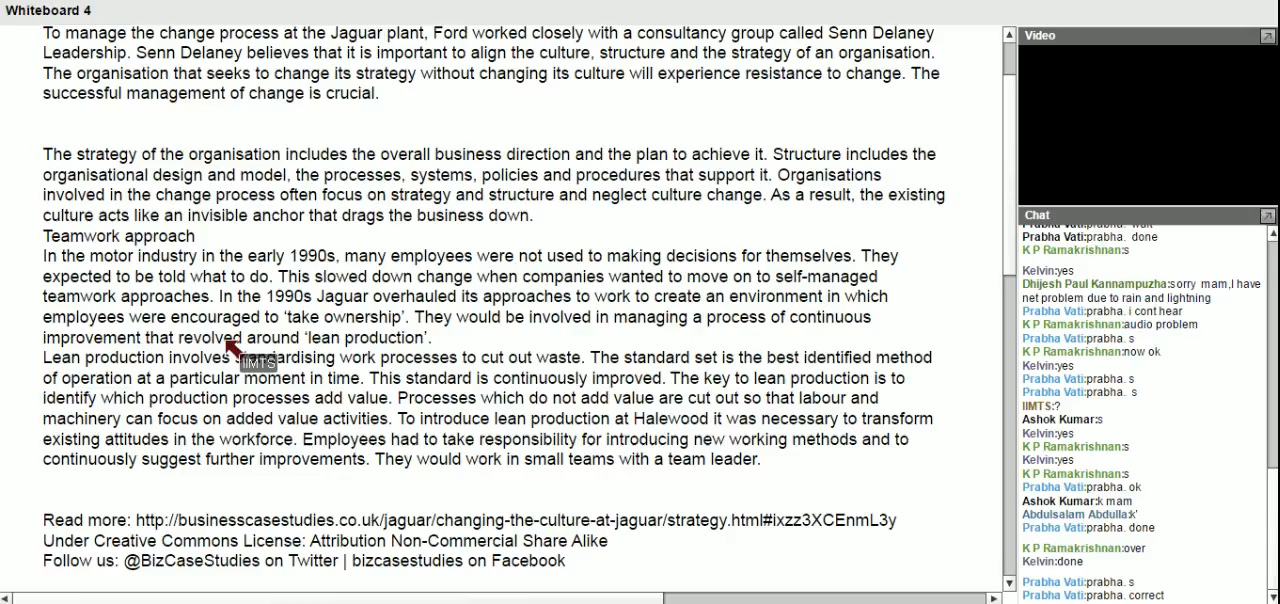 Whiteboard 4
To manage the change process at the Jaguar plant, Ford worked closely with a consultancy group called Senn Delaney
Leadership. Senn Delaney believes that it is important to align the culture, structure and the strategy of an organisation.
The organisation that seeks to change its strategy without changing its culture will experience resistance to change. The
successful management of change is crucial.
The strategy of the organisation includes the overall business direction and the plan to achieve it. Structure includes the
organisational design and model, the processes, systems, policies and procedures that support it. Organisations
involved in the change process often focus on strategy and structure and neglect culture change. As a result, the existing
culture acts like an invisible anchor that drags the business down.
Teamwork approach
In the motor industry in the early 1990s, many employees were not used to making decisions for themselves. They
expected to be told what to do. This slowed down change when companies wanted to move on to self-managed
teamwork approaches. In the 1990s Jaguar overhauled its approaches to work to create an environment in which
employees were encouraged to ‘take ownership’. They would be involved in managing a process of continuous
improvement that revolved around ‘lean production’.
Lean production involves standardising work processes to cut out waste. The standard set is the best identified method
IIMTS
of operation at a particular moment in time. This standard is continuously improved. The key to lean production is to
identify which production processes add value. Processes which do not add value are cut out so that labour and
machinery can focus on added value activities. To introduce lean production at Halewood it was necessary to transform
existing attitudes in the workforce. Employees had to take responsibility for introducing new working methods and to
continuously suggest further improvements. They would work in small teams with a team leader.
Read more: http://businesscasestudies.co.uk/jaguar/changing-the-culture-at-jaguar/strategy.html#ixzz3XCEnmL3y
Under Creative Commons License: Attribution Non-Commercial Share Alike
Follow us: @BizCaseStudies on Twitter | bizcasestudies on Facebook
Video
Chat
Prabha Vati:prabha. wait
Prabha Vati:prabha. done
K P Ramakrishnan:s
Kelvin:yes
Dhijesh Paul Kannampuzha:sorry mam,I have
net problem due to rain and lightning
Prabha Vati:prabha. i cont hear
K P Ramakrishnan:audio problem
Prabha Vati:prabha. s
K P Ramakrishnan:now ok
Kelvin:yes
Prabha Vati:prabha. s
Prabha Vati:prabha. s
IIMTS:?
Ashok Kumar:s
Kelvin:yes
K P Ramakrishnan:s
Kelvin:yes
K P Ramakrishnan:s
Prabha Vati:prabha. ok
Ashok Kumar:k mam
Abdulsalam Abdulla:k'
Prabha Vati:prabha. done
K P Ramakrishnan:over
Kelvin:done
Prabha Vati:prabha. s
Prabha Vati:prabha. correct